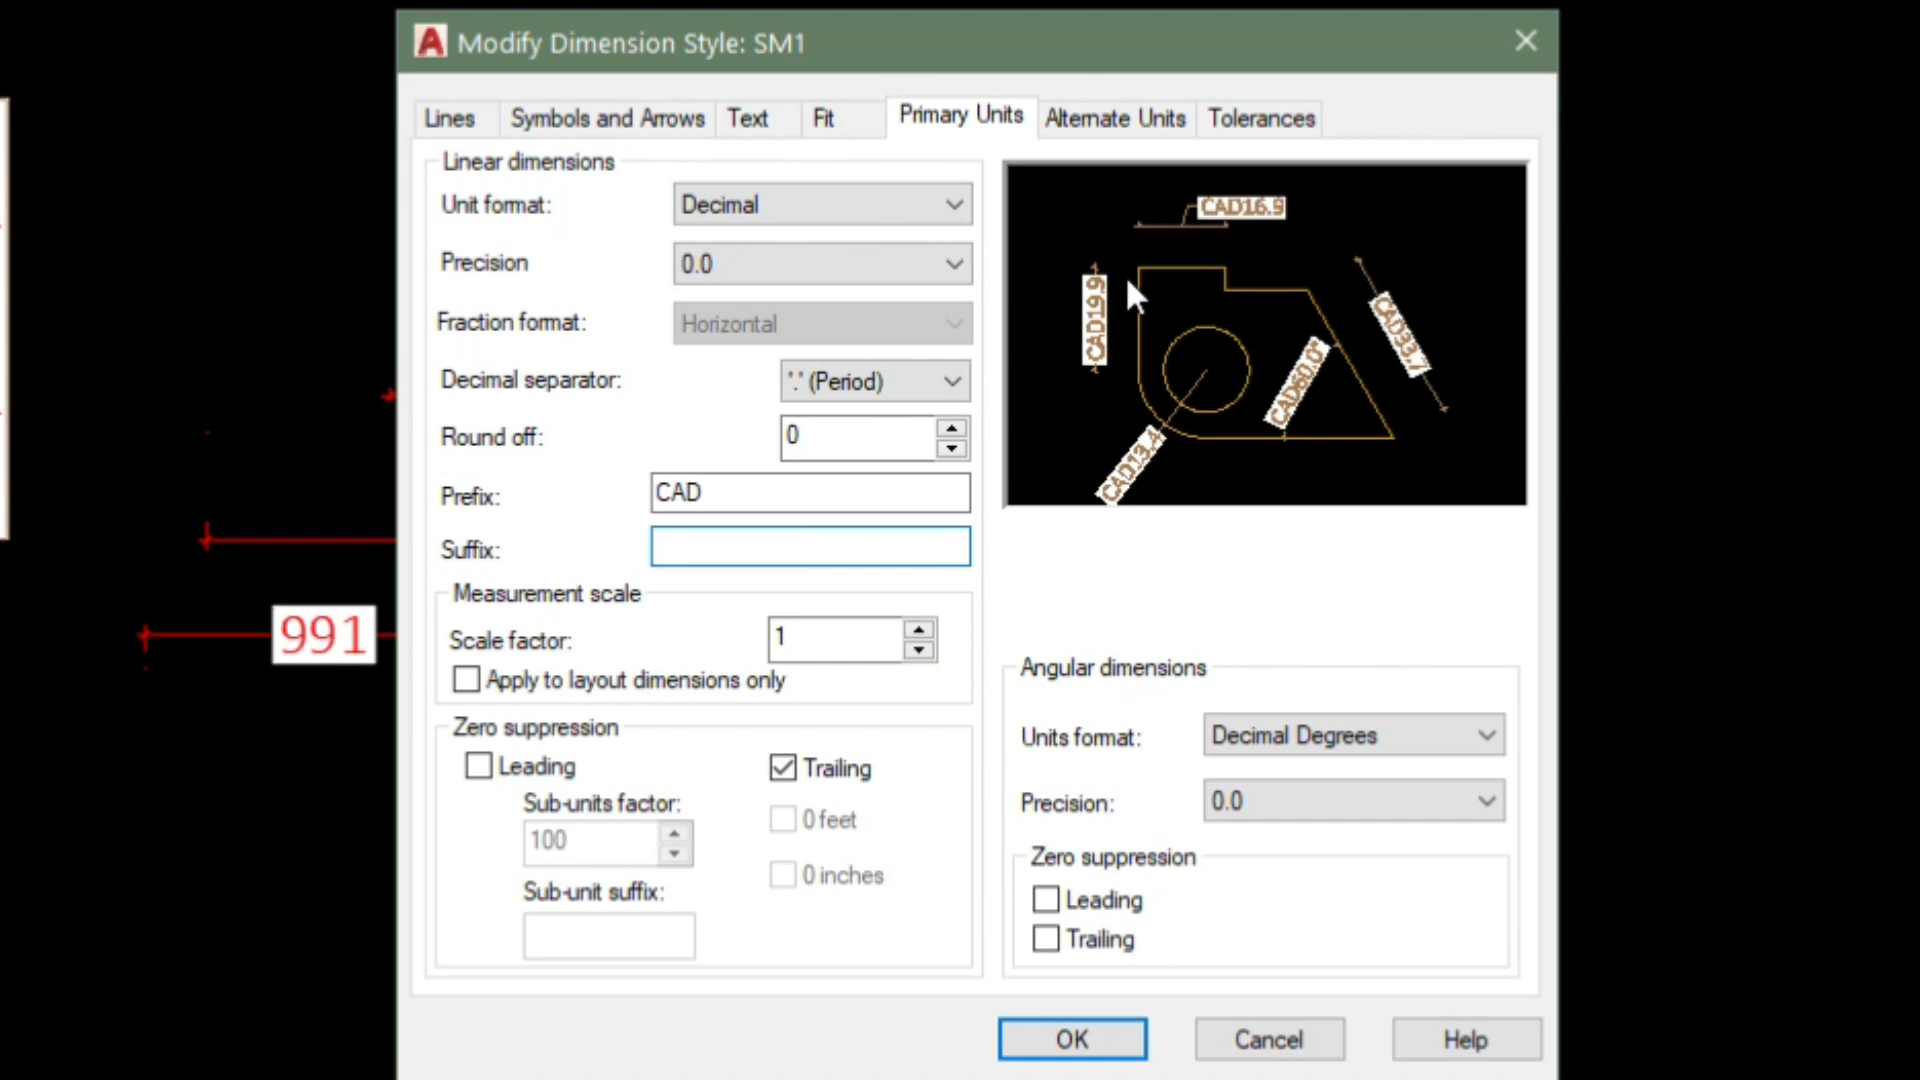 Modify Dimension Style: SM1
Lines
Symbols and Arrows
Text
Fit
Primary Units
Alternate Units
Tolerances
Linear dimensions
Unit format:
Decimal
Precision
0.0
Fraction format:
Horizontal
Decimal separator:
'.' (Period)
Round off:
0
Prefix:
CAD
Suffix:
Measurement scale
Scale factor:
1
Apply to layout dimensions only
Zero suppression
Leading
Trailing
Sub-units factor:
100
0 feet
0 inches
Sub-unit suffix:
CAD16.9
CAD19.9
CAD33.7
CAD60.0°
CAD13.4
Angular dimensions
Units format:
Decimal Degrees
Precision:
0.0
Zero suppression
Leading
Trailing
OK
Cancel
Help
991